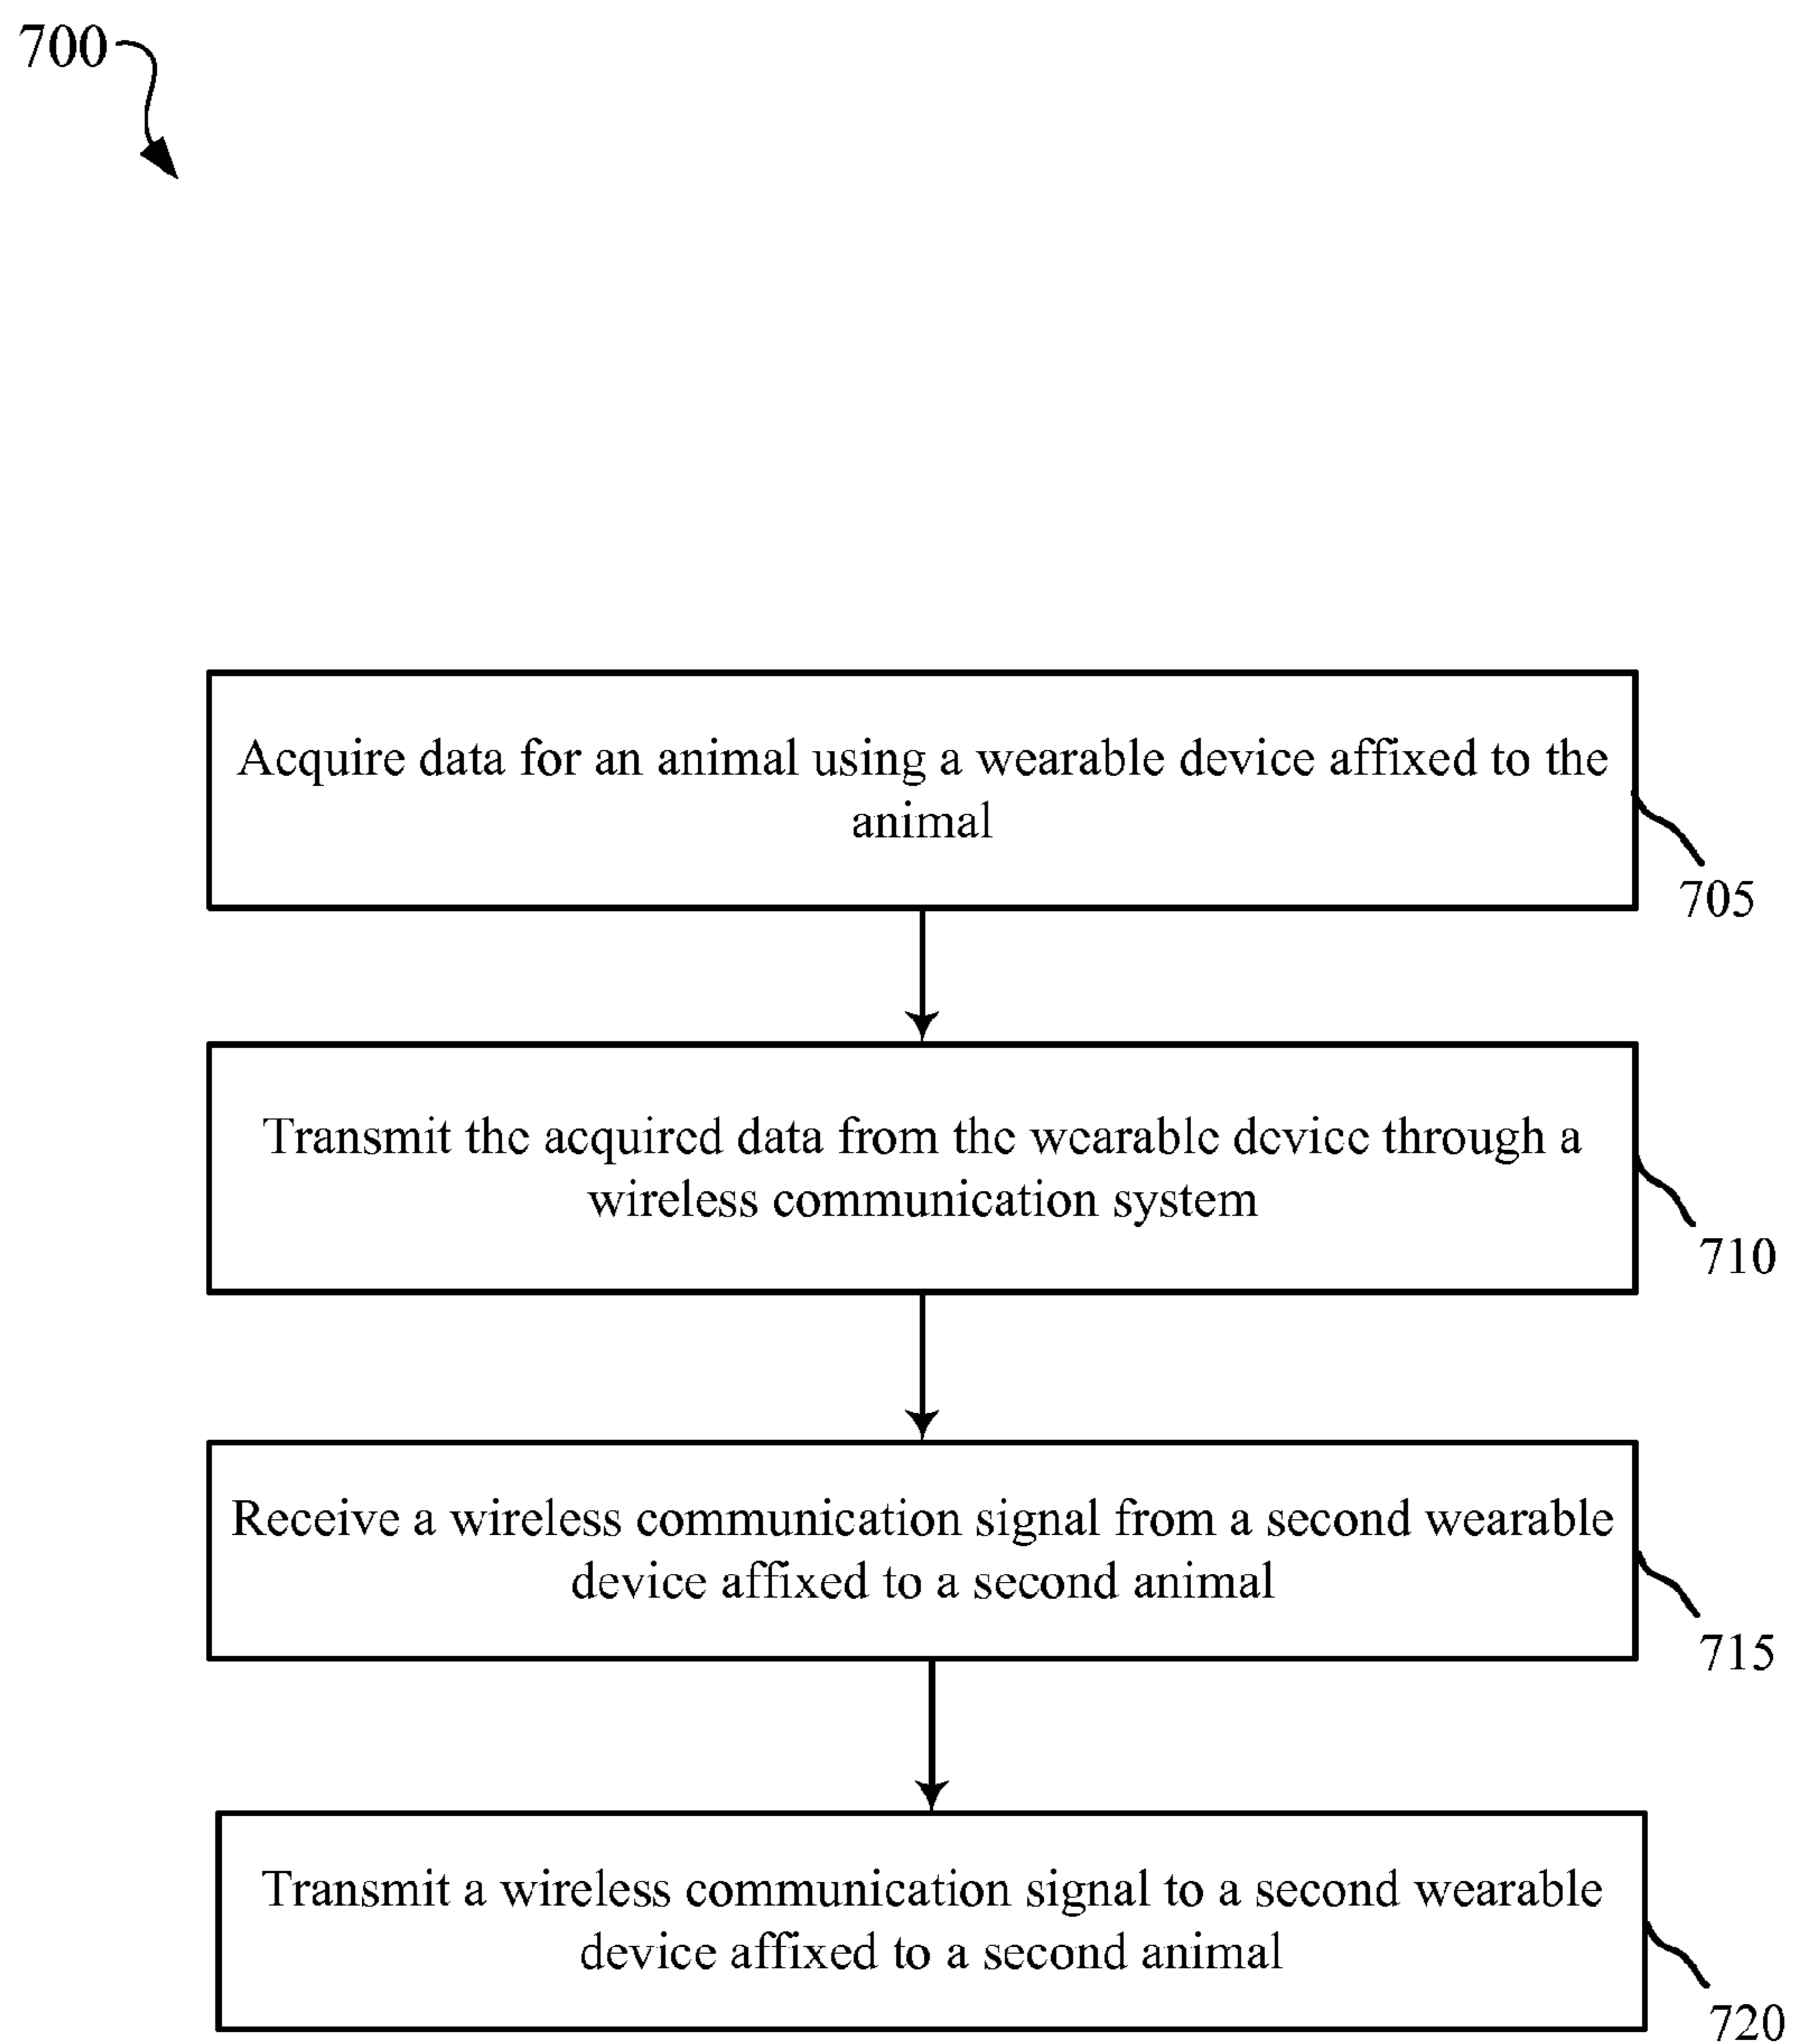 700
Acquire data for an animal using a wearable device affixed to the
animal
705
Transmit the acquired data from the wearable device through a
wireless communication system
710
Receive a wireless communication signal from a second wearable
device affixed to a second animal
715
Transmit a wireless communication signal to a second wearable
device affixed to a second animal
720